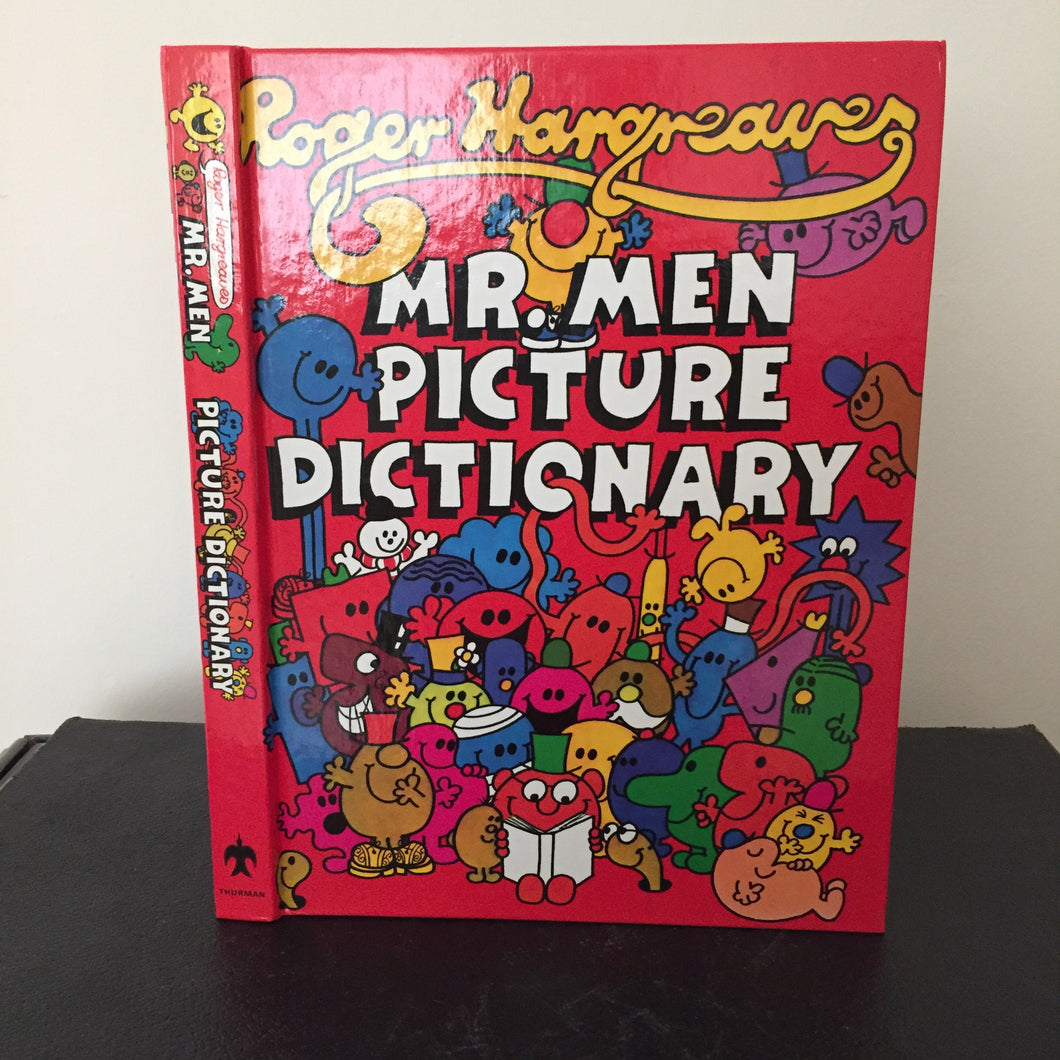 Roger Hargreaves
MR. MEN
PICTURE
DICTIONARY
Roger Hargreaves
MR. MEN
PICTURE DICTIONARY
THURMAN